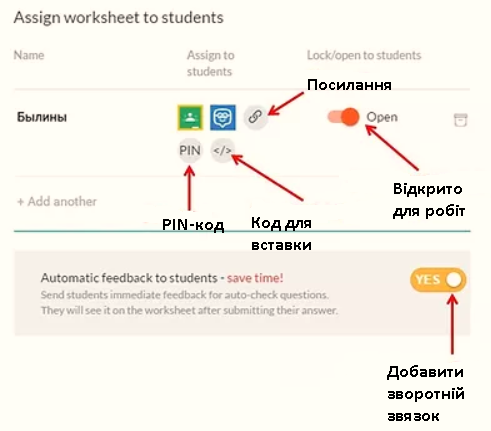 Assign worksheet to students
Name
Assign to
students
Lock/open to students
Посилання
Былины
Open
PIN
</>
Відкрито
для робіт
+ Add another
PIN-код
Код для
вставки
Automatic feedback to students - save time!
Send students immediate feedback for auto-check questions.
They will see it on the worksheet after submitting their answer.
YES
Добавити
зворотній
звязок